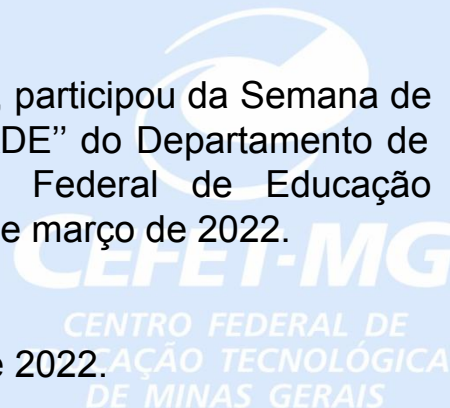 participou da Semana de
DE’’ do Departamento de
Federal de Educação
e março de 2022.
CEFET-MG
CENTRO FEDERAL DE
EDUCAÇÃO TECNOLÓGICA
e 2022.
DE MINAS GERAIS